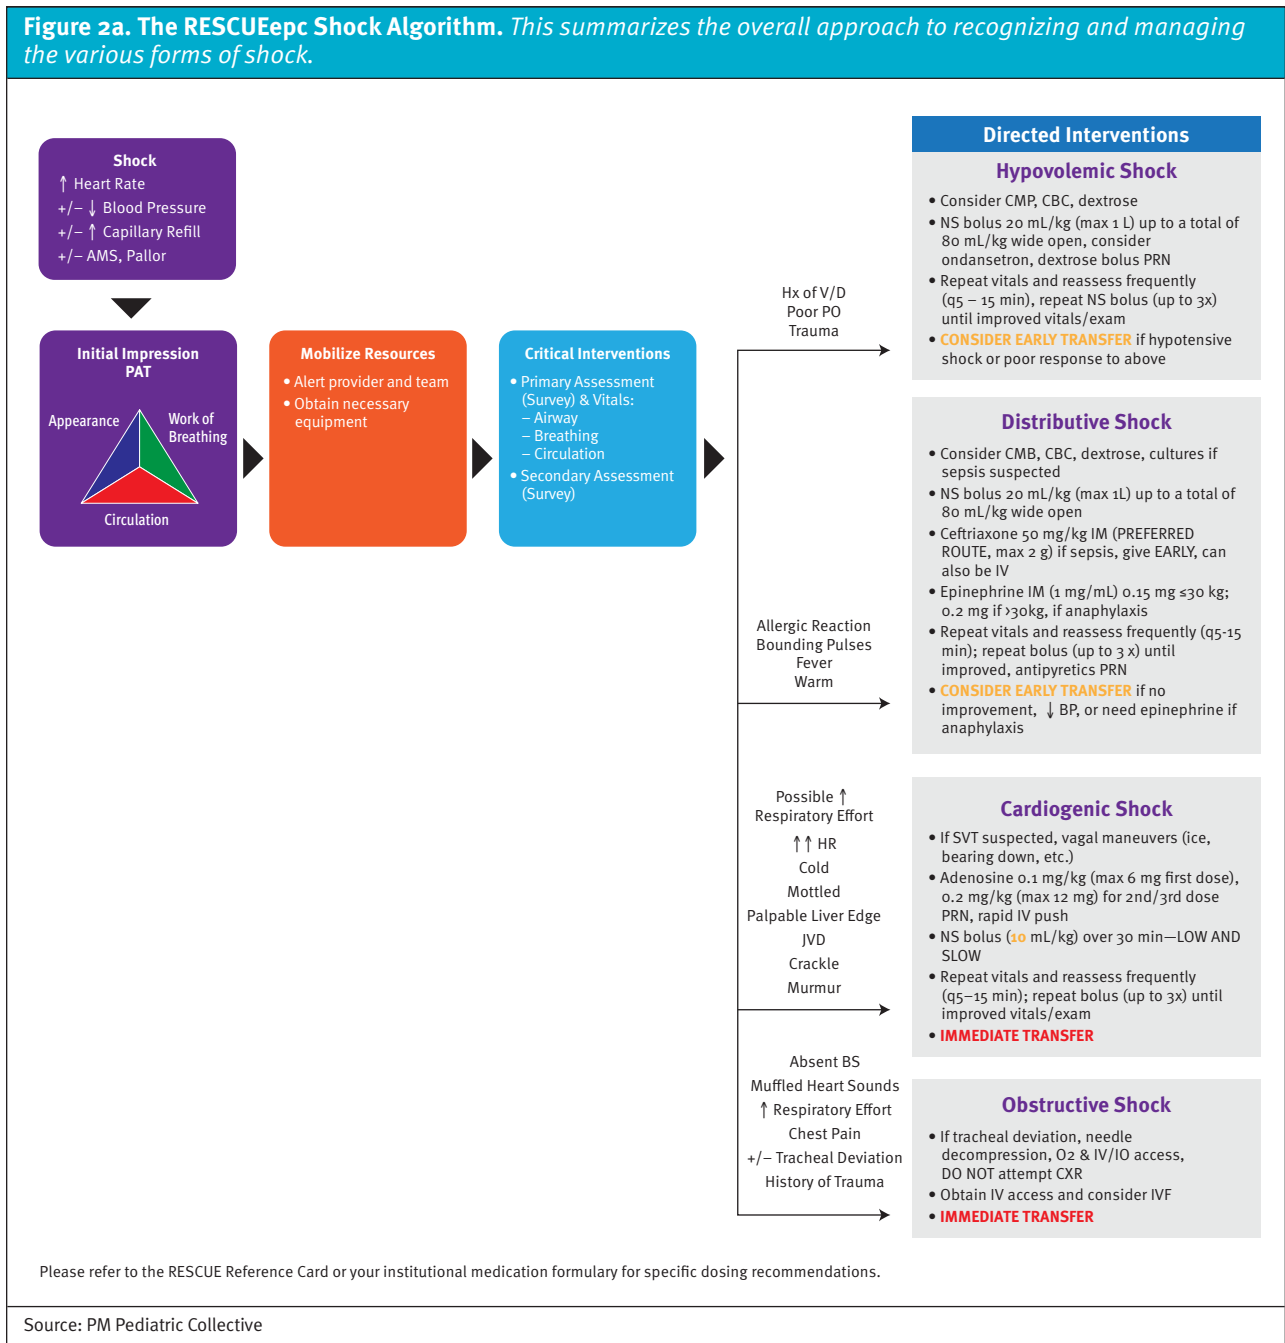 Figure 2a. The RESCUEepc Shock Algorithm. This summarizes the overall approach to recognizing and managing
the various forms of shock.
Shock
↑ Heart Rate
+/– ↓ Blood Pressure
+/– ↑ Capillary Refill
+/– AMS, Pallor
Initial Impression
PAT
Appearance
Work of
Breathing
Circulation
Mobilize Resources
• Alert provider and team
• Obtain necessary
equipment
Critical Interventions
• Primary Assessment
(Survey) & Vitals:
– Airway
– Breathing
– Circulation
• Secondary Assessment
(Survey)
Hx of V/D
Poor PO
Trauma
Allergic Reaction
Bounding Pulses
Fever
Warm
Possible ↑
Respiratory Effort
↑↑ HR
Cold
Mottled
Palpable Liver Edge
JVD
Crackle
Murmur
Absent BS
Muffled Heart Sounds
↑ Respiratory Effort
Chest Pain
+/– Tracheal Deviation
History of Trauma
Directed Interventions
Hypovolemic Shock
• Consider CMP, CBC, dextrose
• NS bolus 20 mL/kg (max 1 L) up to a total of
80 mL/kg wide open, consider
ondansetron, dextrose bolus PRN
• Repeat vitals and reassess frequently
(q5 – 15 min), repeat NS bolus (up to 3x)
until improved vitals/exam
• CONSIDER EARLY TRANSFER if hypotensive
shock or poor response to above
Distributive Shock
• Consider CMB, CBC, dextrose, cultures if
sepsis suspected
• NS bolus 20 mL/kg (max 1L) up to a total of
80 mL/kg wide open
• Ceftriaxone 50 mg/kg IM (PREFERRED
ROUTE, max 2 g) if sepsis, give EARLY, can
also be IV
• Epinephrine IM (1 mg/mL) 0.15 mg ≤30 kg;
0.2 mg if >30kg, if anaphylaxis
• Repeat vitals and reassess frequently (q5-15
min); repeat bolus (up to 3 x) until
improved, antipyretics PRN
• CONSIDER EARLY TRANSFER if no
improvement, ↓ BP, or need epinephrine if
anaphylaxis
Cardiogenic Shock
• If SVT suspected, vagal maneuvers (ice,
bearing down, etc.)
• Adenosine 0.1 mg/kg (max 6 mg first dose),
0.2 mg/kg (max 12 mg) for 2nd/3rd dose
PRN, rapid IV push
• NS bolus (10 mL/kg) over 30 min—LOW AND
SLOW
• Repeat vitals and reassess frequently
(q5–15 min); repeat bolus (up to 3x) until
improved vitals/exam
• IMMEDIATE TRANSFER
Obstructive Shock
• If tracheal deviation, needle
decompression, O2 & IV/IO access,
DO NOT attempt CXR
• Obtain IV access and consider IVF
• IMMEDIATE TRANSFER
Please refer to the RESCUE Reference Card or your institutional medication formulary for specific dosing recommendations.
Source: PM Pediatric Collective